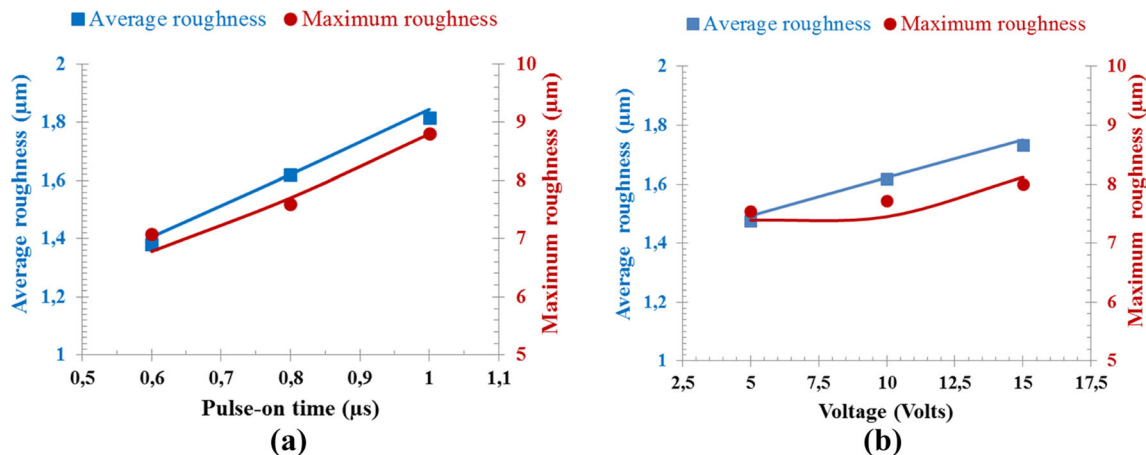 Average roughness Maximum roughness
2
1,8
1,6
1,4
1,2
1
Average roughness (µm)
10
9
8
7
6
5
Maximum roughness (µm)
0,5 0,6 0,7 0,8 0,9 1 1,1
Pulse-on time (µs)
(a)
Average roughness Maximum roughness
2
1,8
1,6
1,4
1,2
1
Average roughness (µm)
10
9
8
7
6
5
Maximum roughness (µm)
2,5 5 7,5 10 12,5 15 17,5
Voltage (Volts)
(b)